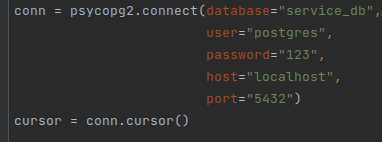 conn = psycopg2.connect(database="service_db",
user="postgres",
password="123",
host="localhost",
port="5432")
cursor = conn.cursor()